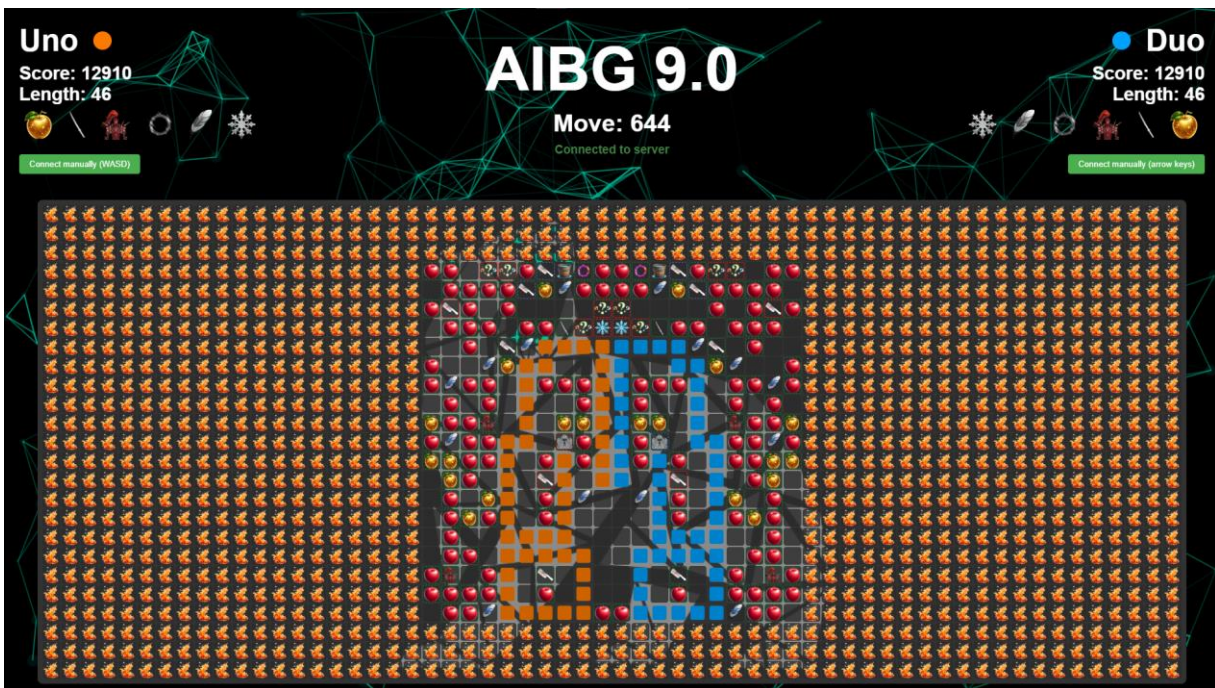 Uno
Score: 12910
Length: 46
Connect manually (WASD)
AIBG 9.0
Move: 644
Connected to server
Duo
Score: 12910
Length: 46
Connect manually (arrow keys)